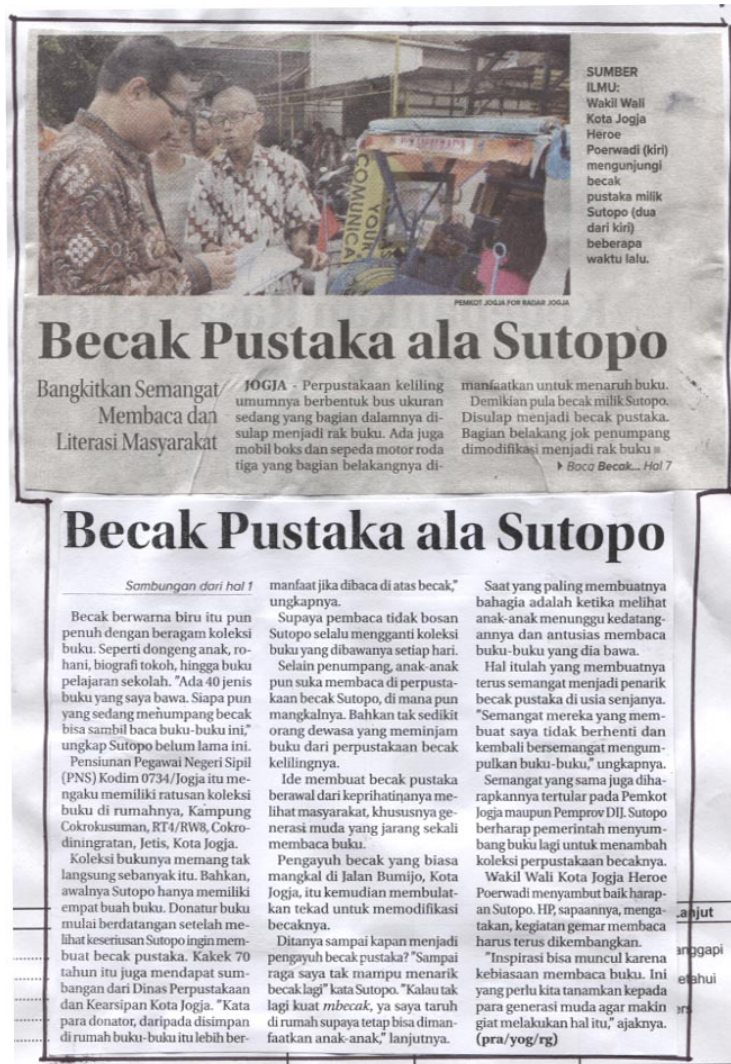 SUMBER
ILMU:
Wakil Wali
Kota Jogja
Heroe
Poerwadi (kiri)
mengunjungi
becak
pustaka milik
Sutopo (dua
dari kiri)
beberapa
waktu lalu.
YOUR
COMUNICA
PEMKOT JOGJA FOR RADAR JOGJA
Becak Pustaka ala Sutopo
Bangkitkan Semangat
Membaca dan
Literasi Masyarakat
JOGJA - Perpustakaan keliling
umumnya berbentuk bus ukuran
sedang yang bagian dalamnya di-
sulap menjadi rak buku. Ada juga
mobil boks dan sepeda motor roda
tiga yang bagian belakangnya di-
manfaatkan untuk menaruh buku.
Demikian pula becak milik Sutopo.
Disulap menjadi becak pustaka.
Bagian belakang jok penumpang
dimodifikasi menjadi rak buku
Baca Becak... Hal 7
Becak Pustaka ala Sutopo
Sambungan dari hal 1
Becak berwarna biru itu pun
penuh dengan beragam koleksi
buku. Seperti dongeng anak, ro-
hani, biografi tokoh, hingga buku
pelajaran sekolah. "Ada 40 jenis
buku yang saya bawa. Siapa pun
yang sedang menumpang becak
bisa sambil baca buku-buku ini,"
ungkap Sutopo belum lama ini.
Pensiunan Pegawai Negeri Sipil
(PNS) Kodim 0734/Jogja itu me-
ngaku memiliki ratusan koleksi
buku di rumahnya, Kampung
Cokrokusuman, RT4/RW8, Cokro-
diningratan, Jetis, Kota Jogja.
Koleksi bukunya memang tak
langsung sebanyak itu. Bahkan,
awalnya Sutopo hanya memiliki
empat buah buku. Donatur buku
mulai berdatangan setelah me-
lihat keseriusan Sutopo ingin mem-
buat becak pustaka. Kakek 70
tahun itu juga mendapat sum-
bangan dari Dinas Perpustakaan
dan Kearsipan Kota Jogja. "Kata
para donator, daripada disimpan
di rumah buku-buku itu lebih ber-
manfaat jika dibaca di atas becak,"
ungkapnya.
Supaya pembaca tidak bosan
Sutopo selalu mengganti koleksi
buku yang dibawanya setiap hari.
Selain penumpang, anak-anak
pun suka membaca di perpusta-
kaan becak Sutopo, di mana pun
mangkalnya. Bahkan tak sedikit
orang dewasa yang meminjam
buku dari perpustakaan becak
kelilingnya.
Ide membuat becak pustaka
berawal dari keprihatinanya me-
lihat masyarakat, khususnya ge-
nerasi muda yang jarang sekali
membaca buku.
Pengayuh becak yang biasa
mangkal di Jalan Bumijo, Kota
Jogja, itu kemudian membulat-
kan tekad untuk memodifikasi
becaknya.
Ditanya sampai kapan menjadi
pengayuh becak pustaka? "Sampai
raga saya tak mampu menarik
becak lagi" kata Sutopo. "Kalau tak
lagi kuat mbecak, ya saya taruh
di rumah supaya tetap bisa diman-
faatkan anak-anak," lanjutnya.
Saat yang paling membuatnya
bahagia adalah ketika melihat
anak-anak menunggu kedatang-
annya dan antusias membaca
buku-buku yang dia bawa.
Hal itulah yang membuatnya
terus semangat menjadi penarik
becak pustaka di usia senjanya.
"Semangat mereka yang mem-
buat saya tidak berhenti dan
kembali bersemangat mengum-
pulkan buku-buku," ungkapnya.
Semangat yang sama juga diha-
rapkannya tertular pada Pemkot
Jogja maupun Pemprov DIJ. Sutopo
berharap pemerintah menyum-
bang buku lagi untuk menambah
koleksi perpustakaan becaknya.
Wakil Wali Kota Jogja Heroe
Poerwadi menyambut baik harap-
an Sutopo. HP, sapaannya, menga-
takan, kegiatan gemar membaca
harus terus dikembangkan.
"Inspirasi bisa muncul karena
kebiasaan membaca buku. Ini
yang perlu kita tanamkan kepada
para generasi muda agar makin
giat melakukan hal itu," ajaknya.
(pra/yog/rg)
anjut
anggapi
etahui
ers